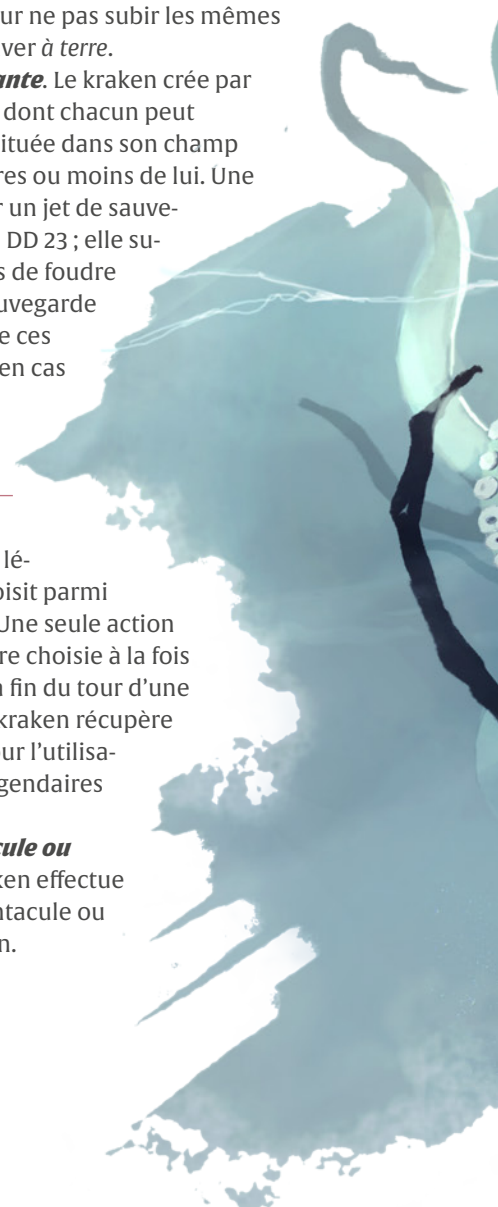 ur ne pas subir les mêmes
ver à terre.
ante. Le kraken crée par
dont chacun peut
ituée dans son champ
res ou moins de lui. Une
r un jet de sauve-
DD 23 ; elle su-
s de foudre
uvegarde
e ces
en cas
lé-
oisit parmi
Une seule action
re choisie à la fois
a fin du tour d’une
kraken récupère
our l’utilisa-
gendaires
cule ou
ken effectue
ntacule ou
n.